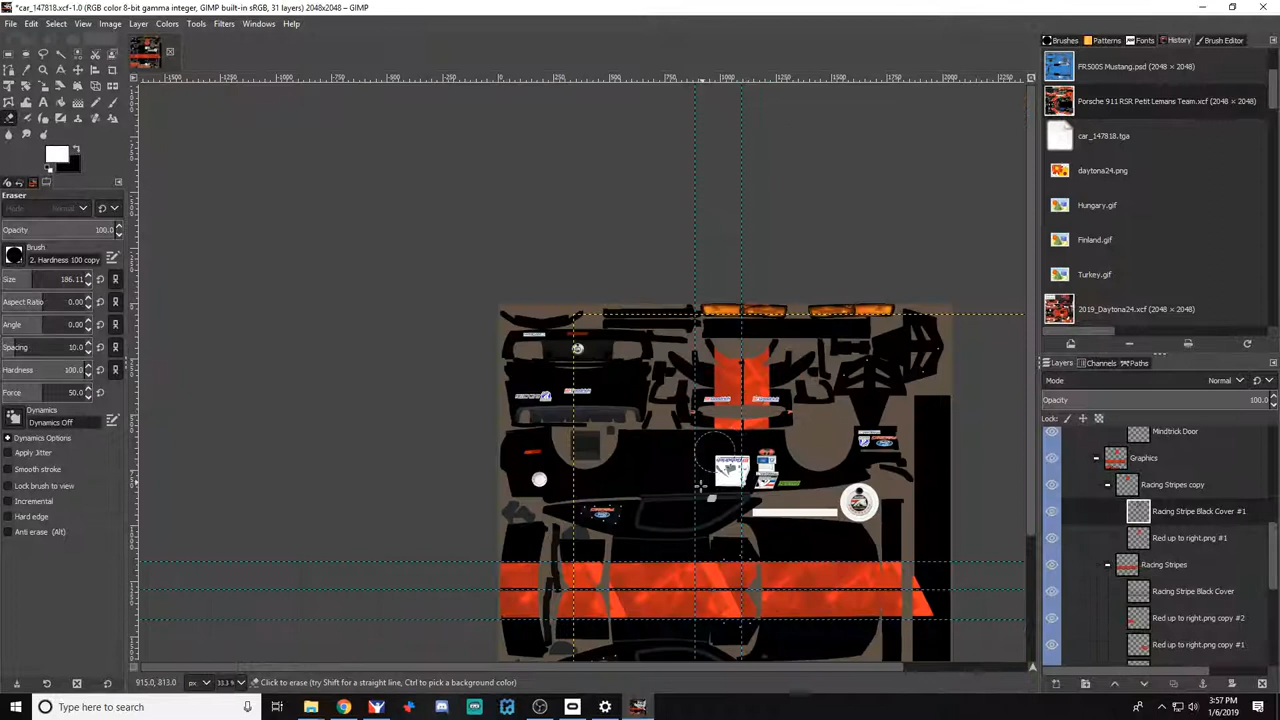 *car_147818.xcf-1.0 (RGB color 8-bit gamma integer, GIMP built-in sRGB, 31 layers) 2048x2048 – GIMP
File Edit Select View Image Layer Colors Tools Filters Windows Help
Brushes Patterns Fonts History Brush Editor
FR500S Mustang.psd (2048 × 2048)
Porsche 911 RSR Petit Lemans Team.xcf (2048 × 2048)
car_147818.tga
daytona24.png
Hungary.gif
Finland.gif
Turkey.gif
2019_Daytona24.xcf (2048 × 2048)
Eraser
Mode Normal
Opacity 100.0
Brush
2. Hardness 100 copy
Size 186.11
Aspect Ratio 0.00
Angle 0.00
Spacing 10.0
Hardness 100.0
Force 50.0
Dynamics
Dynamics Off
Dynamics Options
Apply Jitter
Smooth stroke
Lock brush to view
Incremental
Hard edge
Anti erase (Alt)
Layers Channels Paths
Mode Normal
Opacity 100.0
Lock:
Mindtrick Door
Graphics
Racing Stripes copy
Racing Stripe Black Cover #1
Red up to right.png #1
Racing Stripes
Racing Stripe Black Cover
Red up to right.png copy #2
Red up to right.png copy #1
915.0, 813.0 px 33.3 % Click to erase (try Shift for a straight line, Ctrl to pick a background color)
Type here to search
3:57 PM
1/6/2019